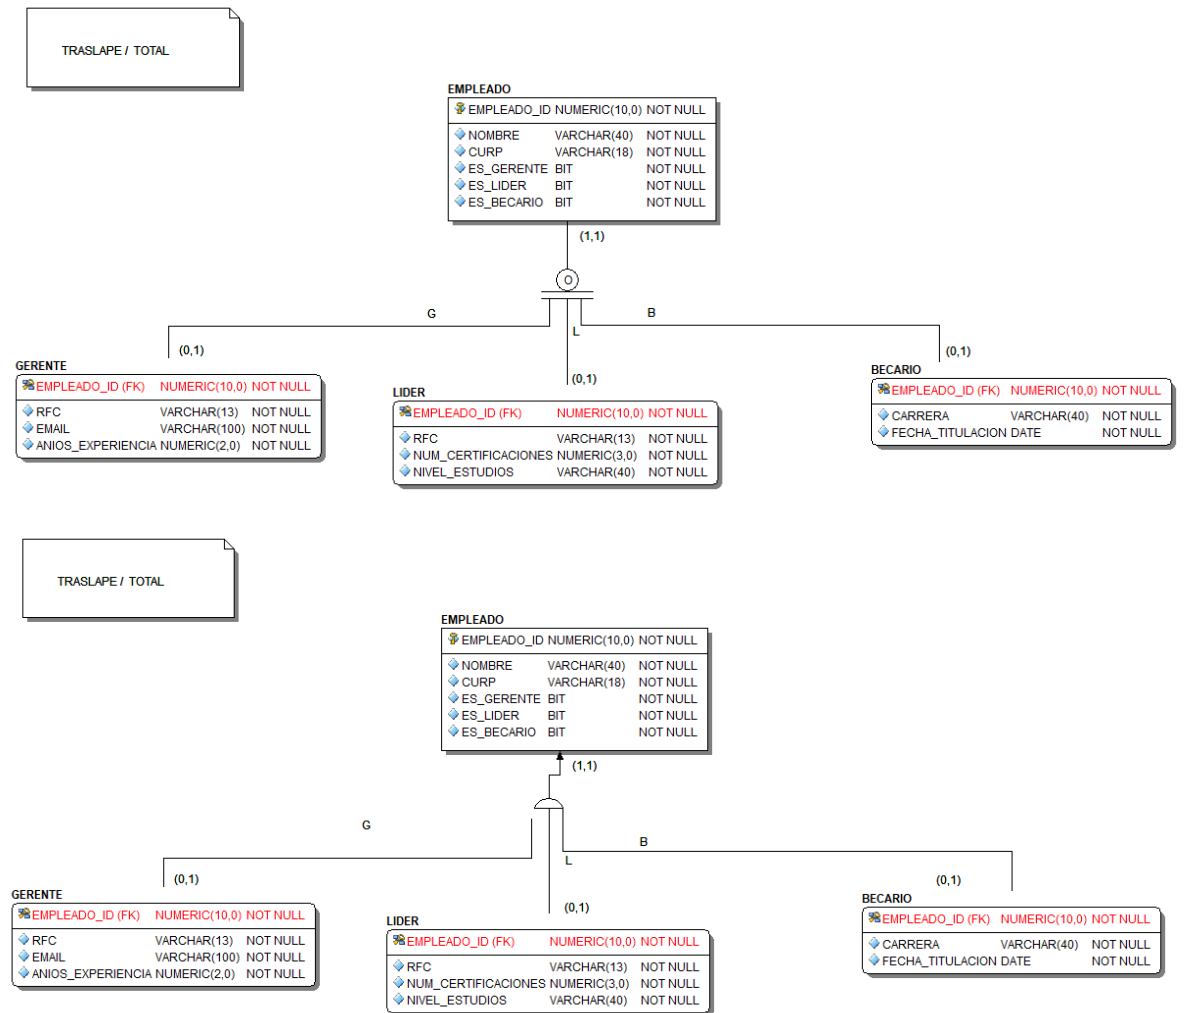 TRASLAPE / TOTAL
EMPLEADO
EMPLEADO_ID NUMERIC(10,0) NOT NULL
NOMBRE VARCHAR(40) NOT NULL
CURP VARCHAR(18) NOT NULL
ES_GERENTE BIT NOT NULL
ES_LIDER BIT NOT NULL
ES_BECARIO BIT NOT NULL
(1,1)
O
G
B
L
(0,1)
(0,1)
(0,1)
GERENTE
EMPLEADO_ID (FK) NUMERIC(10,0) NOT NULL
RFC VARCHAR(13) NOT NULL
EMAIL VARCHAR(100) NOT NULL
ANIOS_EXPERIENCIA NUMERIC(2,0) NOT NULL
LIDER
EMPLEADO_ID (FK) NUMERIC(10,0) NOT NULL
RFC VARCHAR(13) NOT NULL
NUM_CERTIFICACIONES NUMERIC(3,0) NOT NULL
NIVEL_ESTUDIOS VARCHAR(40) NOT NULL
BECARIO
EMPLEADO_ID (FK) NUMERIC(10,0) NOT NULL
CARRERA VARCHAR(40) NOT NULL
FECHA_TITULACION DATE NOT NULL
TRASLAPE / TOTAL
EMPLEADO
EMPLEADO_ID NUMERIC(10,0) NOT NULL
NOMBRE VARCHAR(40) NOT NULL
CURP VARCHAR(18) NOT NULL
ES_GERENTE BIT NOT NULL
ES_LIDER BIT NOT NULL
ES_BECARIO BIT NOT NULL
(1,1)
G
B
L
(0,1)
(0,1)
(0,1)
GERENTE
EMPLEADO_ID (FK) NUMERIC(10,0) NOT NULL
RFC VARCHAR(13) NOT NULL
EMAIL VARCHAR(100) NOT NULL
ANIOS_EXPERIENCIA NUMERIC(2,0) NOT NULL
LIDER
EMPLEADO_ID (FK) NUMERIC(10,0) NOT NULL
RFC VARCHAR(13) NOT NULL
NUM_CERTIFICACIONES NUMERIC(3,0) NOT NULL
NIVEL_ESTUDIOS VARCHAR(40) NOT NULL
BECARIO
EMPLEADO_ID (FK) NUMERIC(10,0) NOT NULL
CARRERA VARCHAR(40) NOT NULL
FECHA_TITULACION DATE NOT NULL